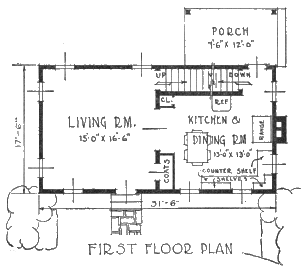 PORCH
7'-6" X 12'-0"
UP
DOWN
CL.
REF.
LIVING RM.
15'-0" X 16'-6"
KITCHEN &
DINING RM.
13'-0" X 13'-0"
RANGE
COATS
COUNTER SHELF
SHELVES
17'-6"
31'-6"
FIRST FLOOR PLAN